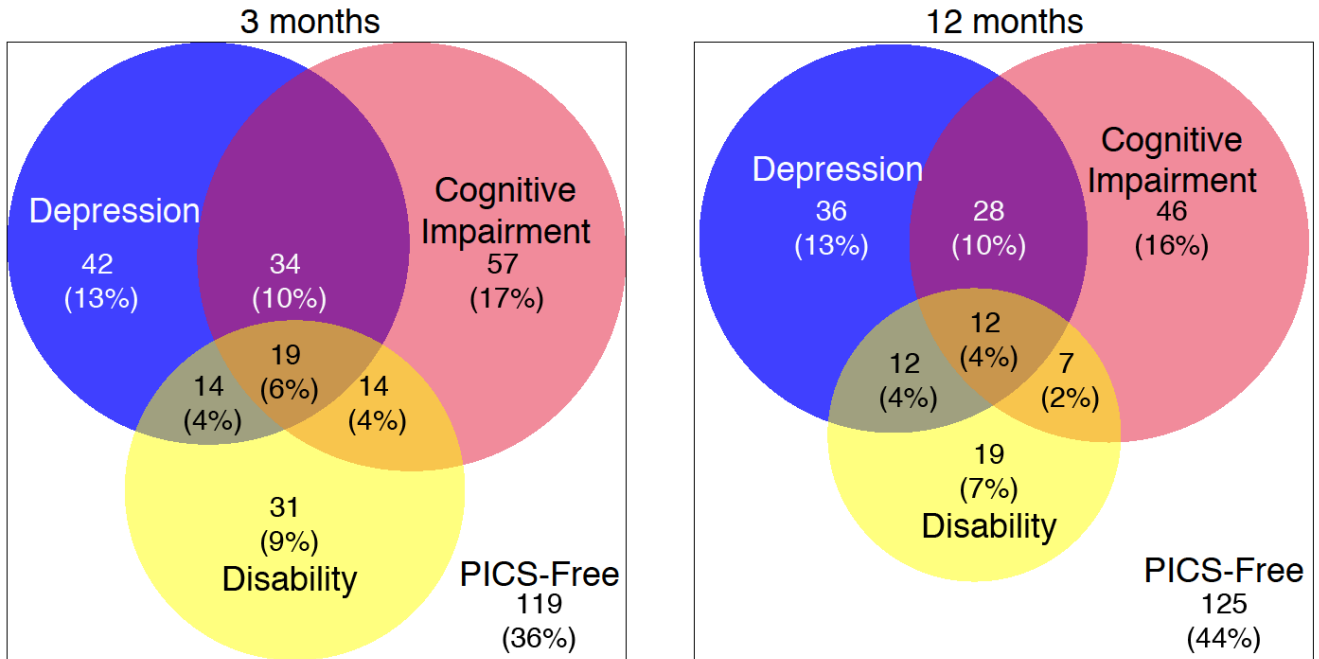 3 months
Depression
42
(13%)
34
(10%)
Cognitive
Impairment
57
(17%)
14
(4%)
19
(6%)
14
(4%)
31
(9%)
Disability
PICS-Free
119
(36%)
12 months
Depression
36
(13%)
28
(10%)
Cognitive
Impairment
46
(16%)
12
(4%)
12
(4%)
7
(2%)
19
(7%)
Disability
PICS-Free
125
(44%)